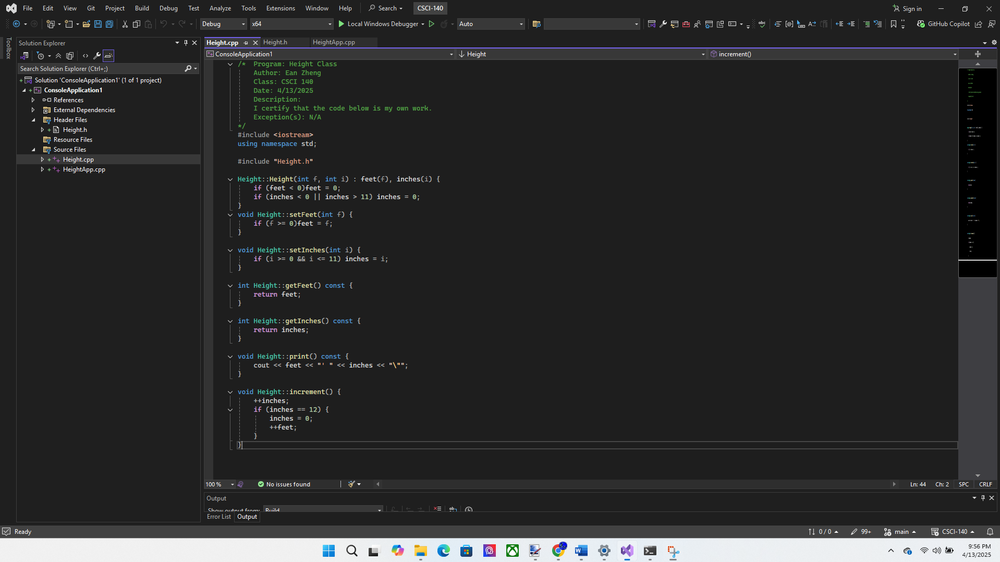 File Edit View Git Project Build Debug Test Analyze Tools Extensions Window Help Search CSCI-140 Sign in
Debug x64 Local Windows Debugger Auto GitHub Copilot
Toolbox
Solution Explorer
Search Solution Explorer (Ctrl+;)
Solution 'ConsoleApplication1' (1 of 1 project)
ConsoleApplication1
References
External Dependencies
Header Files
Height.h
Resource Files
Source Files
Height.cpp
HeightApp.cpp
Height.cpp Height.h HeightApp.cpp
ConsoleApplication1 Height increment()
/*  Program: Height Class
    Author: Ean Zheng
    Class: CSCI 140
    Date: 4/13/2025
    Description:
    I certify that the code below is my own work.
    Exception(s): N/A
*/
#include <iostream>
using namespace std;
#include "Height.h"
Height::Height(int f, int i) : feet(f), inches(i) {
    if (feet < 0)feet = 0;
    if (inches < 0 || inches > 11) inches = 0;
}
void Height::setFeet(int f) {
    if (f >= 0)feet = f;
}
void Height::setInches(int i) {
    if (i >= 0 && i <= 11) inches = i;
}
int Height::getFeet() const {
    return feet;
}
int Height::getInches() const {
    return inches;
}
void Height::print() const {
    cout << feet << "' " << inches << "\"";
}
void Height::increment() {
    ++inches;
    if (inches == 12) {
        inches = 0;
        ++feet;
    }
}
100 % No issues found Ln: 44 Ch: 2 SPC CRLF
Output
Show output from: Build
Error List Output
Ready 0 / 0 99+ main CSCI-140
9:56 PM
4/13/2025